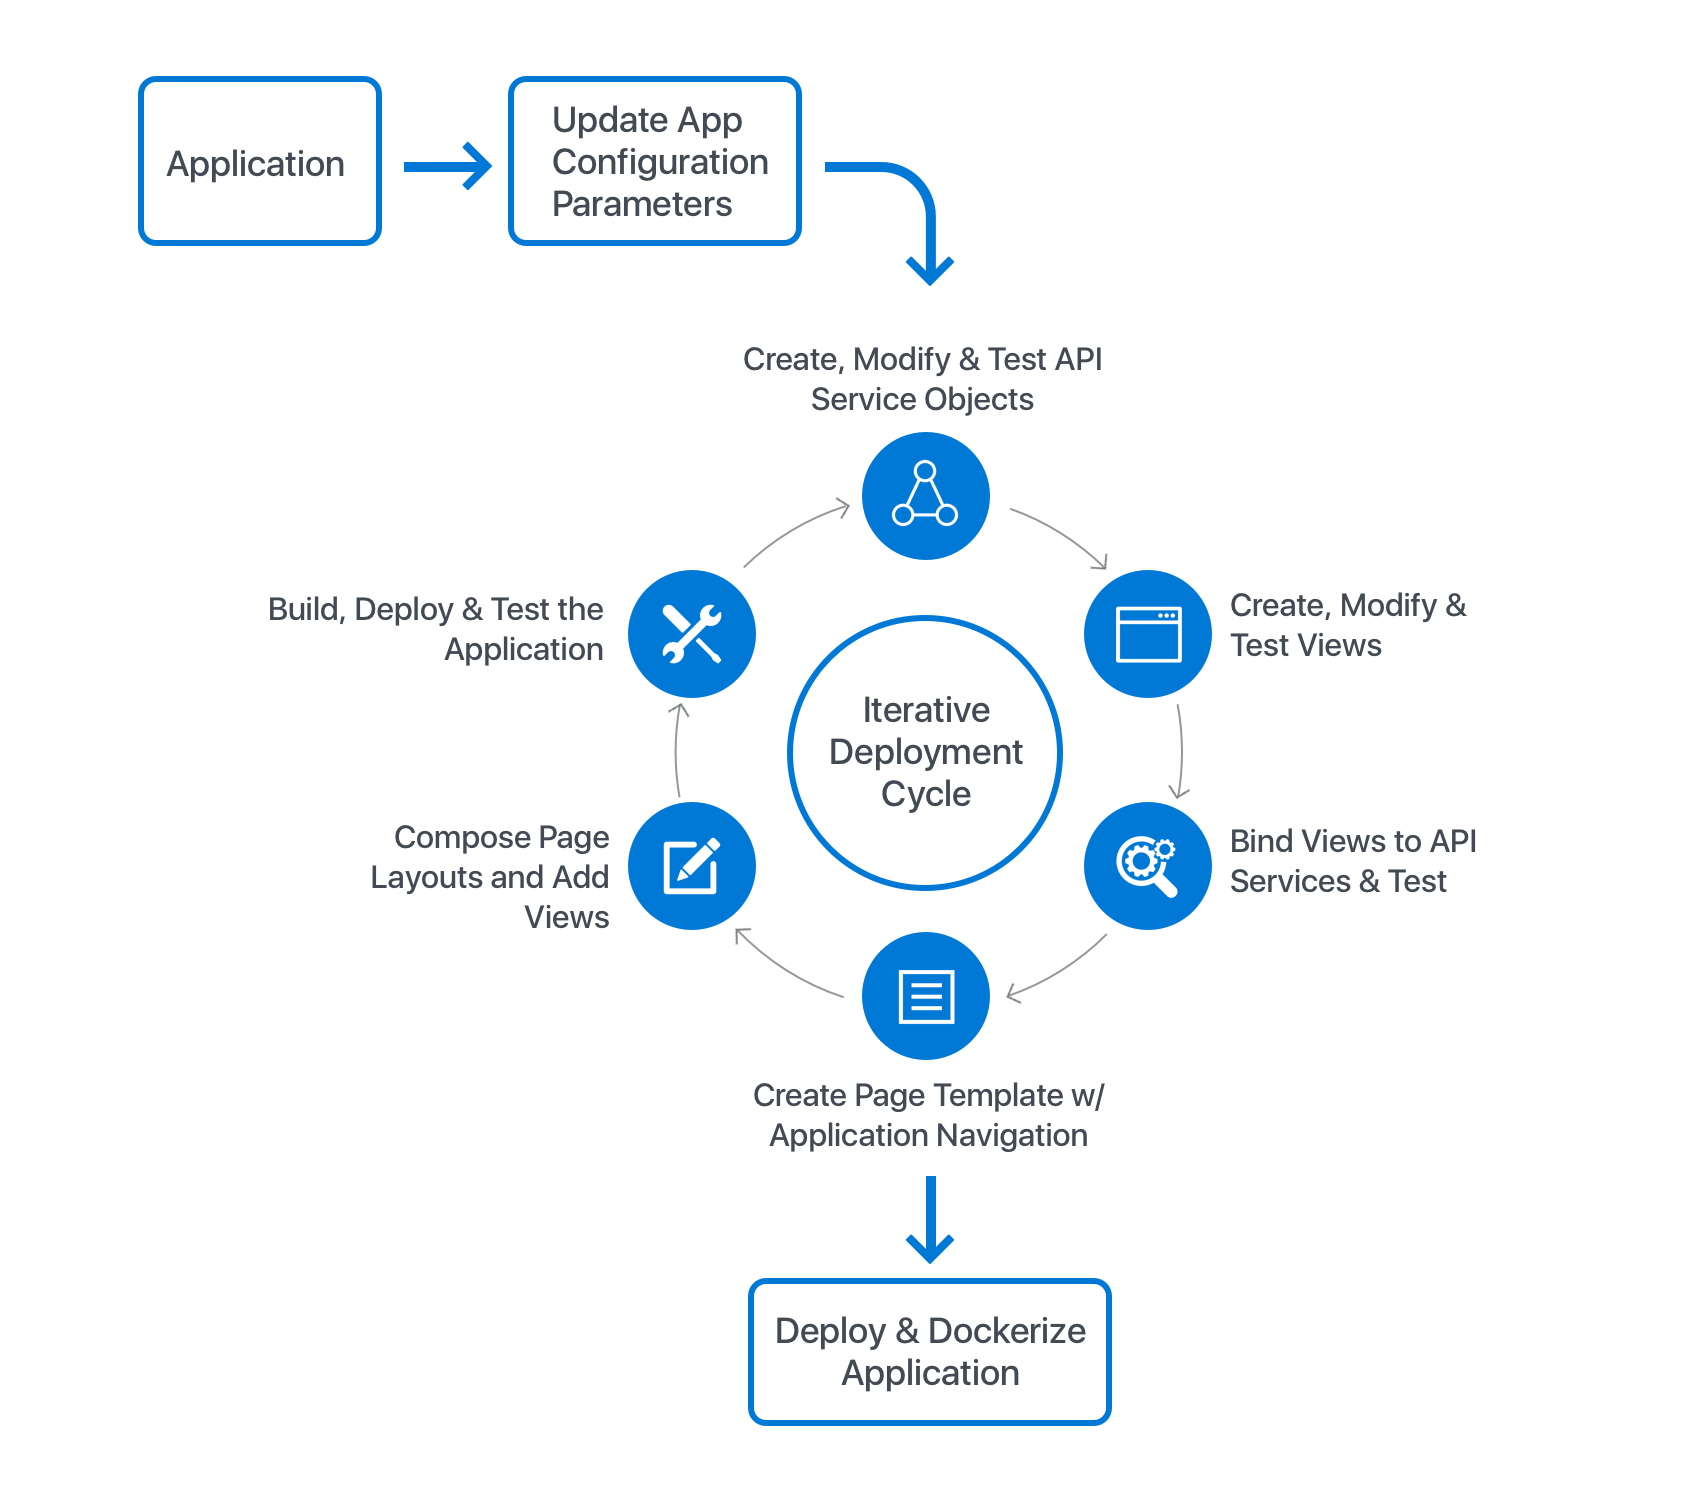 Application
Update App
Configuration
Parameters
Create, Modify & Test API
Service Objects
Create, Modify &
Test Views
Bind Views to API
Services & Test
Create Page Template w/
Application Navigation
Compose Page
Layouts and Add
Views
Build, Deploy & Test the
Application
Iterative
Deployment
Cycle
Deploy & Dockerize
Application